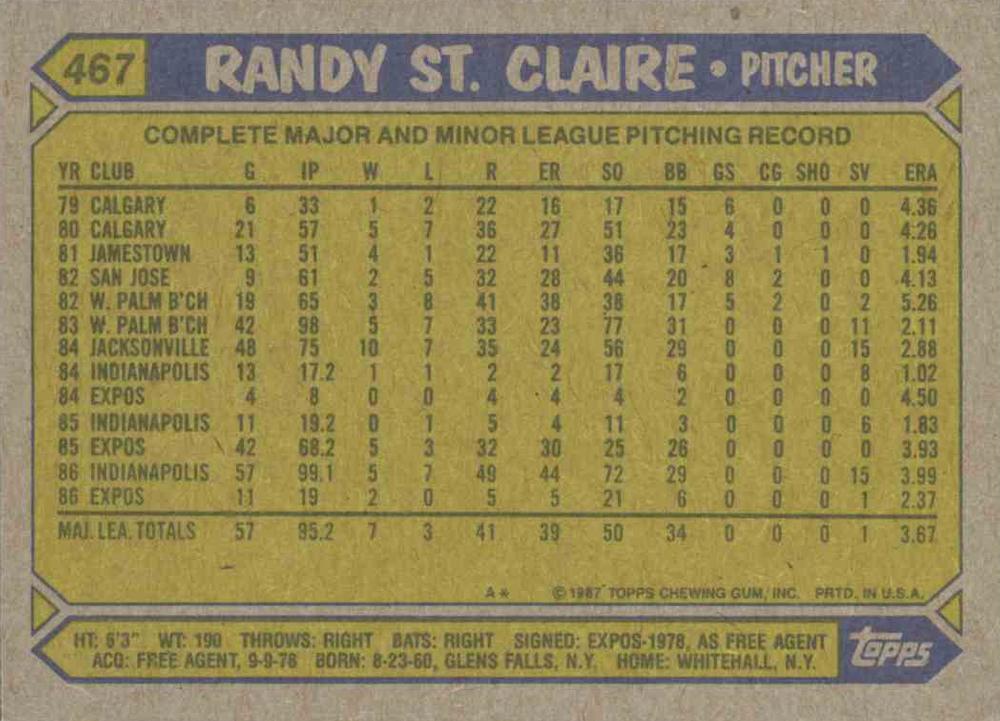 467 RANDY ST. CLAIRE • PITCHER
COMPLETE MAJOR AND MINOR LEAGUE PITCHING RECORD
YR CLUB G IP W L R ER SO BB GS CG SHO SV ERA
79 CALGARY 6 33 1 2 22 16 17 15 6 0 0 0 4.36
80 CALGARY 21 57 5 7 36 27 51 23 4 0 0 0 4.26
81 JAMESTOWN 13 51 4 1 22 11 36 17 3 1 1 0 1.94
82 SAN JOSE 9 61 2 5 32 28 44 20 8 2 0 0 4.13
82 W. PALM B'CH 19 65 3 8 41 38 38 17 5 2 0 2 5.26
83 W. PALM B'CH 42 98 5 7 33 23 77 31 0 0 0 11 2.11
84 JACKSONVILLE 48 75 10 7 35 24 56 29 0 0 0 15 2.88
84 INDIANAPOLIS 13 17.2 1 1 2 2 17 6 0 0 0 8 1.02
84 EXPOS 4 8 0 0 4 4 4 2 0 0 0 0 4.50
85 INDIANAPOLIS 11 19.2 0 1 5 4 11 3 0 0 0 6 1.83
85 EXPOS 42 68.2 5 3 32 30 25 26 0 0 0 0 3.93
86 INDIANAPOLIS 57 99.1 5 7 49 44 72 29 0 0 0 15 3.99
86 EXPOS 11 19 2 0 5 5 21 6 0 0 0 1 2.37
MAJ. LEA. TOTALS 57 95.2 7 3 41 39 50 34 0 0 0 1 3.67
A* © 1987 TOPPS CHEWING GUM, INC. PRTD. IN U.S.A.
HT: 6'3" WT: 190 THROWS: RIGHT BATS: RIGHT SIGNED: EXPOS-1978, AS FREE AGENT
ACQ: FREE AGENT, 9-9-78 BORN: 8-23-60, GLENS FALLS, N.Y. HOME: WHITEHALL, N.Y.
topps